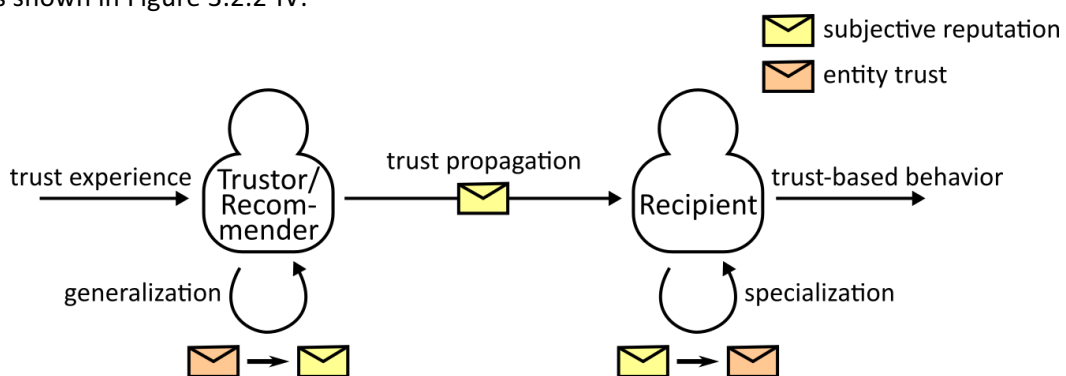 s shown in Figure 3.2.2-IV.
subjective reputation
entity trust
trust experience
Trustor/
Recom-
mender
trust propagation
Recipient
trust-based behavior
generalization
specialization